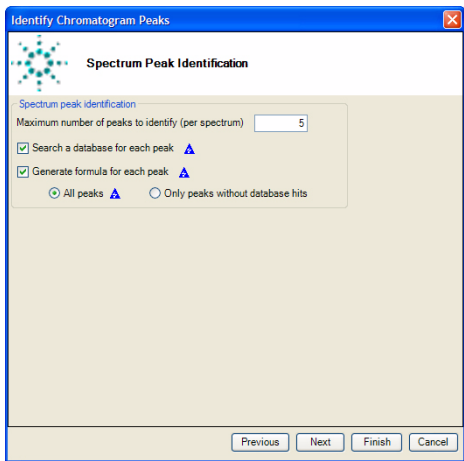 Identify Chromatogram Peaks
Spectrum Peak Identification
Spectrum peak identification
Maximum number of peaks to identify (per spectrum) 5
Search a database for each peak
Generate formula for each peak
All peaks Only peaks without database hits
Previous Next Finish Cancel